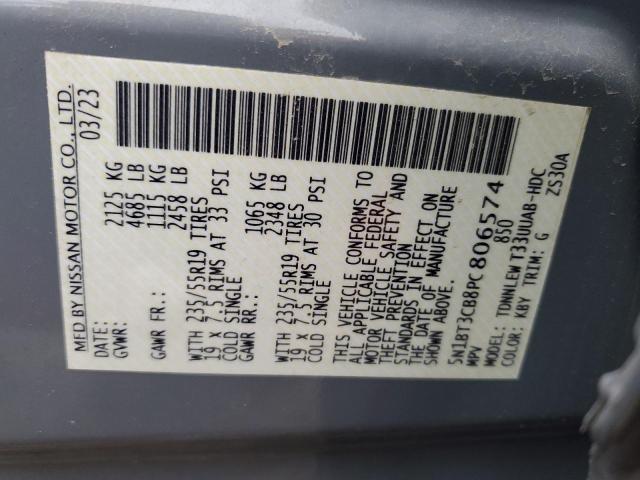 MFD BY NISSAN MOTOR CO., LTD.
DATE: 03/23
GVWR: 2125 KG
4685 LB
GAWR FR.: 1115 KG
2458 LB
WITH 235/55R19 TIRES
19 x 7.5 RIMS AT 33 PSI
COLD SINGLE
GAWR RR.: 1065 KG
2348 LB
WITH 235/55R19 TIRES
19 x 7.5 RIMS AT 30 PSI
COLD SINGLE
THIS VEHICLE CONFORMS TO
ALL APPLICABLE FEDERAL
MOTOR VEHICLE SAFETY AND
THEFT PREVENTION
STANDARDS IN EFFECT ON
THE DATE OF MANUFACTURE
SHOWN ABOVE.
5N1BT3CB8PC806574
MPV 850
MODEL: TDNNLEW T33UUAB-HDC
COLOR: KBY TRIM: G ZS30A